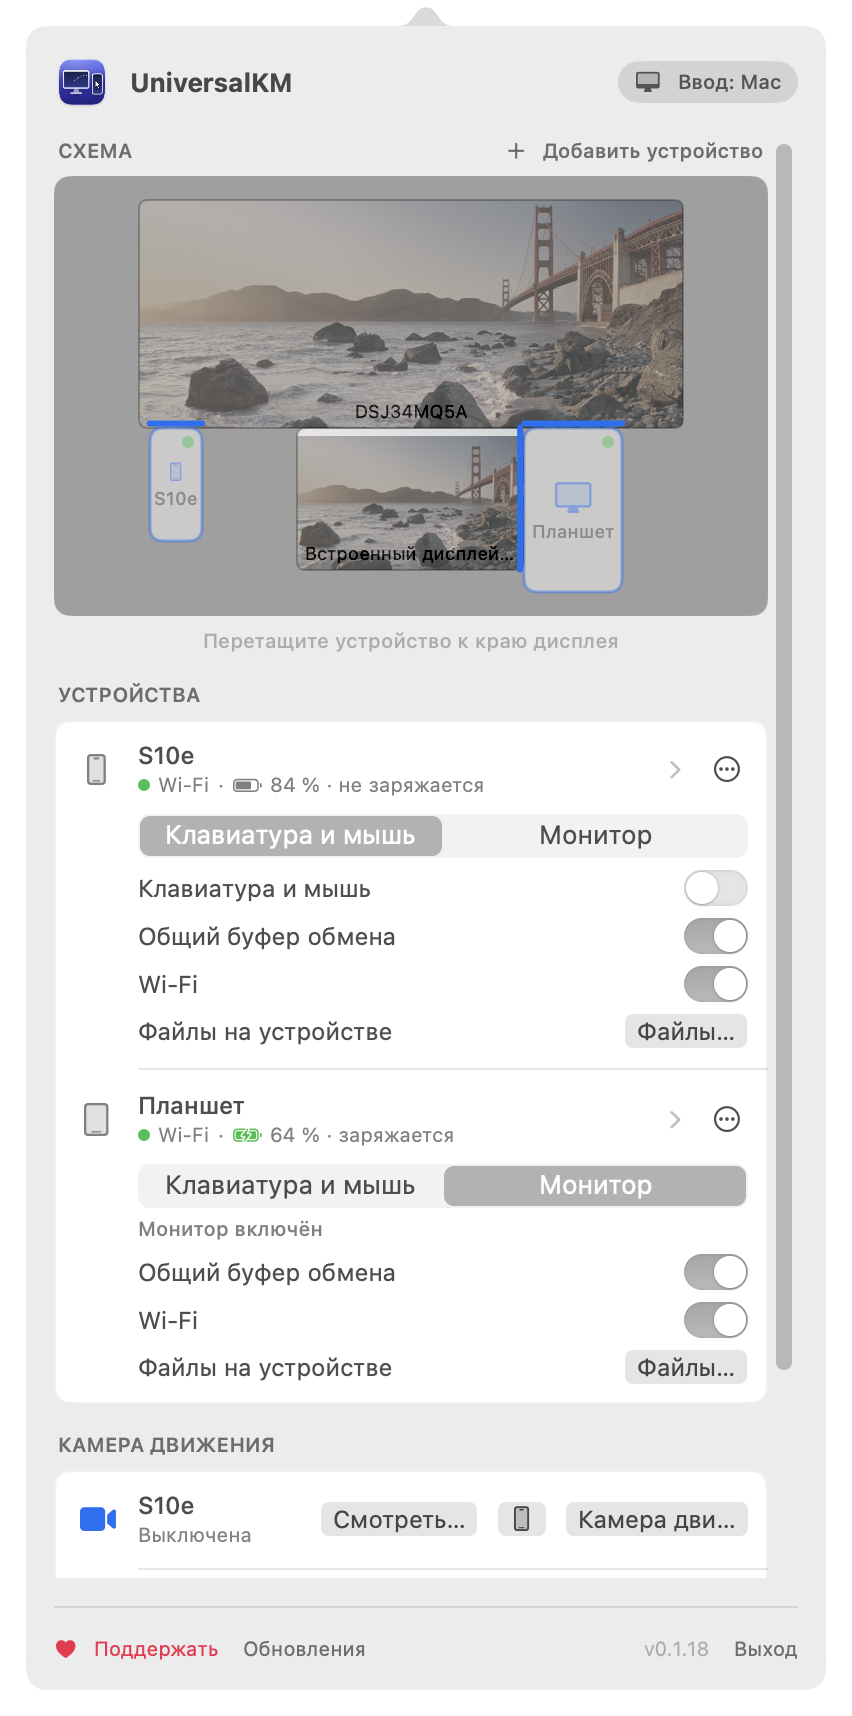 UniversalKM
Ввод: Mac
СХЕМА
+ Добавить устройство
DSJ34MQ5A
S10e
Планшет
Встроенный дисплей...
Перетащите устройство к краю дисплея
УСТРОЙСТВА
S10e
Wi-Fi · 84 % · не заряжается
Клавиатура и мышь Монитор
Клавиатура и мышь
Общий буфер обмена
Wi-Fi
Файлы на устройстве Файлы...
Планшет
Wi-Fi · 64 % · заряжается
Клавиатура и мышь Монитор
Монитор включён
Общий буфер обмена
Wi-Fi
Файлы на устройстве Файлы...
КАМЕРА ДВИЖЕНИЯ
S10e
Выключена
Смотреть... Камера дви...
Поддержать Обновления v0.1.18 Выход